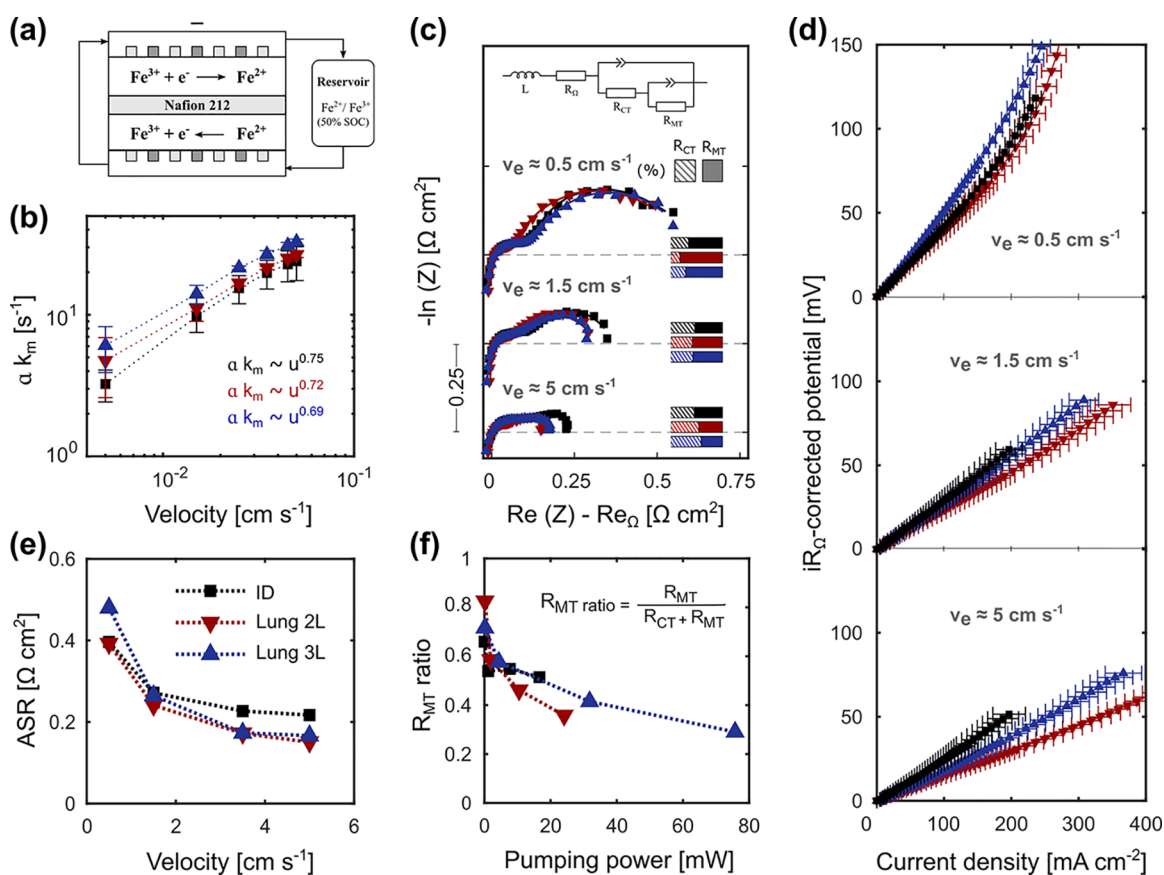 (a)
−
Fe³⁺ + e⁻ ⟶ Fe²⁺
Nafion 212
Fe³⁺ + e⁻ ⟵ Fe²⁺
Reservoir
Fe²⁺/ Fe³⁺
(50% SOC)
(b)
10¹
10⁰
10⁻²
10⁻¹
ɑ kₘ [s⁻¹]
ɑ kₘ ~ u^0.75
ɑ kₘ ~ u^0.72
ɑ kₘ ~ u^0.69
Velocity [cm s⁻¹]
(c)
L
R_Ω
R_CT
R_MT
vₑ ≈ 0.5 cm s⁻¹
(%)
R_CT
R_MT
vₑ ≈ 1.5 cm s⁻¹
vₑ ≈ 5 cm s⁻¹
0.25
-In (Z) [Ω cm²]
0
0.25
0.5
0.75
Re (Z) - Re_Ω [Ω cm²]
(d)
150
100
50
0
vₑ ≈ 0.5 cm s⁻¹
100
50
0
vₑ ≈ 1.5 cm s⁻¹
100
50
0
vₑ ≈ 5 cm s⁻¹
iR_Ω-corrected potential [mV]
0
100
200
300
400
Current density [mA cm⁻²]
(e)
0.6
0.4
0.2
0
ASR [Ω cm²]
ID
Lung 2L
Lung 3L
0
2
4
6
Velocity [cm s⁻¹]
(f)
1
0.8
0.6
0.4
0.2
0
R_MT ratio
R_MT ratio = R_MT / R_CT + R_MT
0
20
40
60
80
Pumping power [mW]